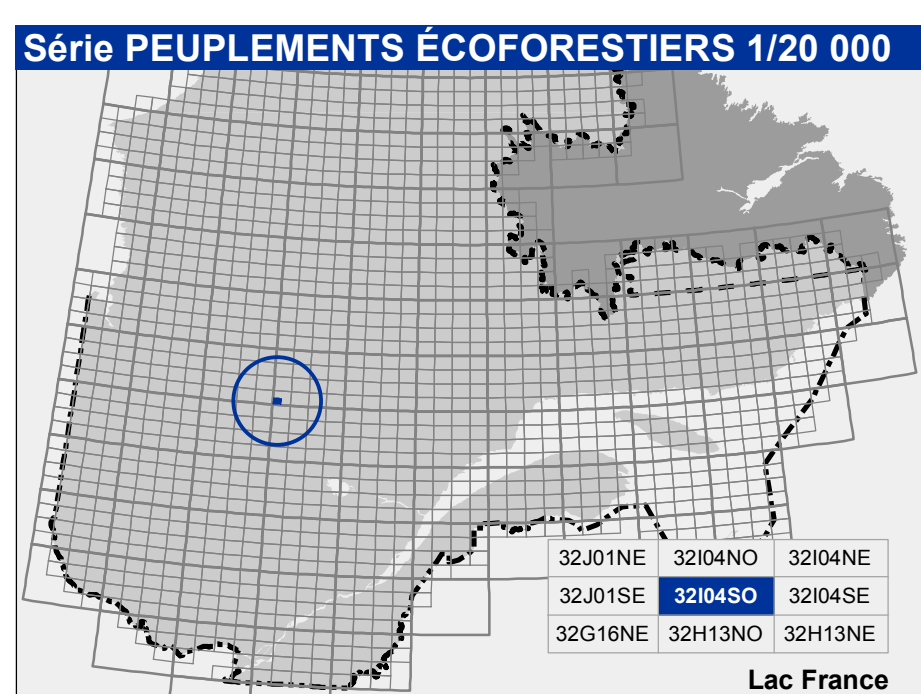 Série PEUPLEMENTS ÉCOFORESTIERS 1/20 000
32J01NE 32I04NO 32I04NE
32J01SE 32I04SO 32I04SE
32G16NE 32H13NO 32H13NE
Lac France